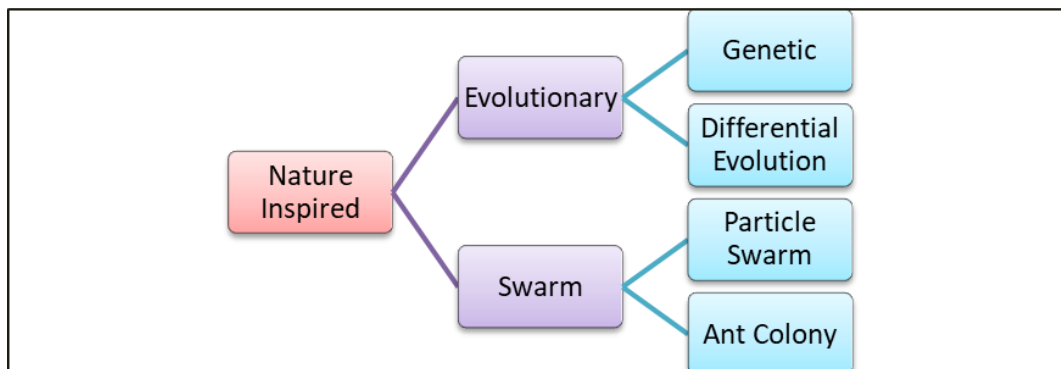 Nature
Inspired
Evolutionary
Genetic
Differential
Evolution
Swarm
Particle
Swarm
Ant Colony